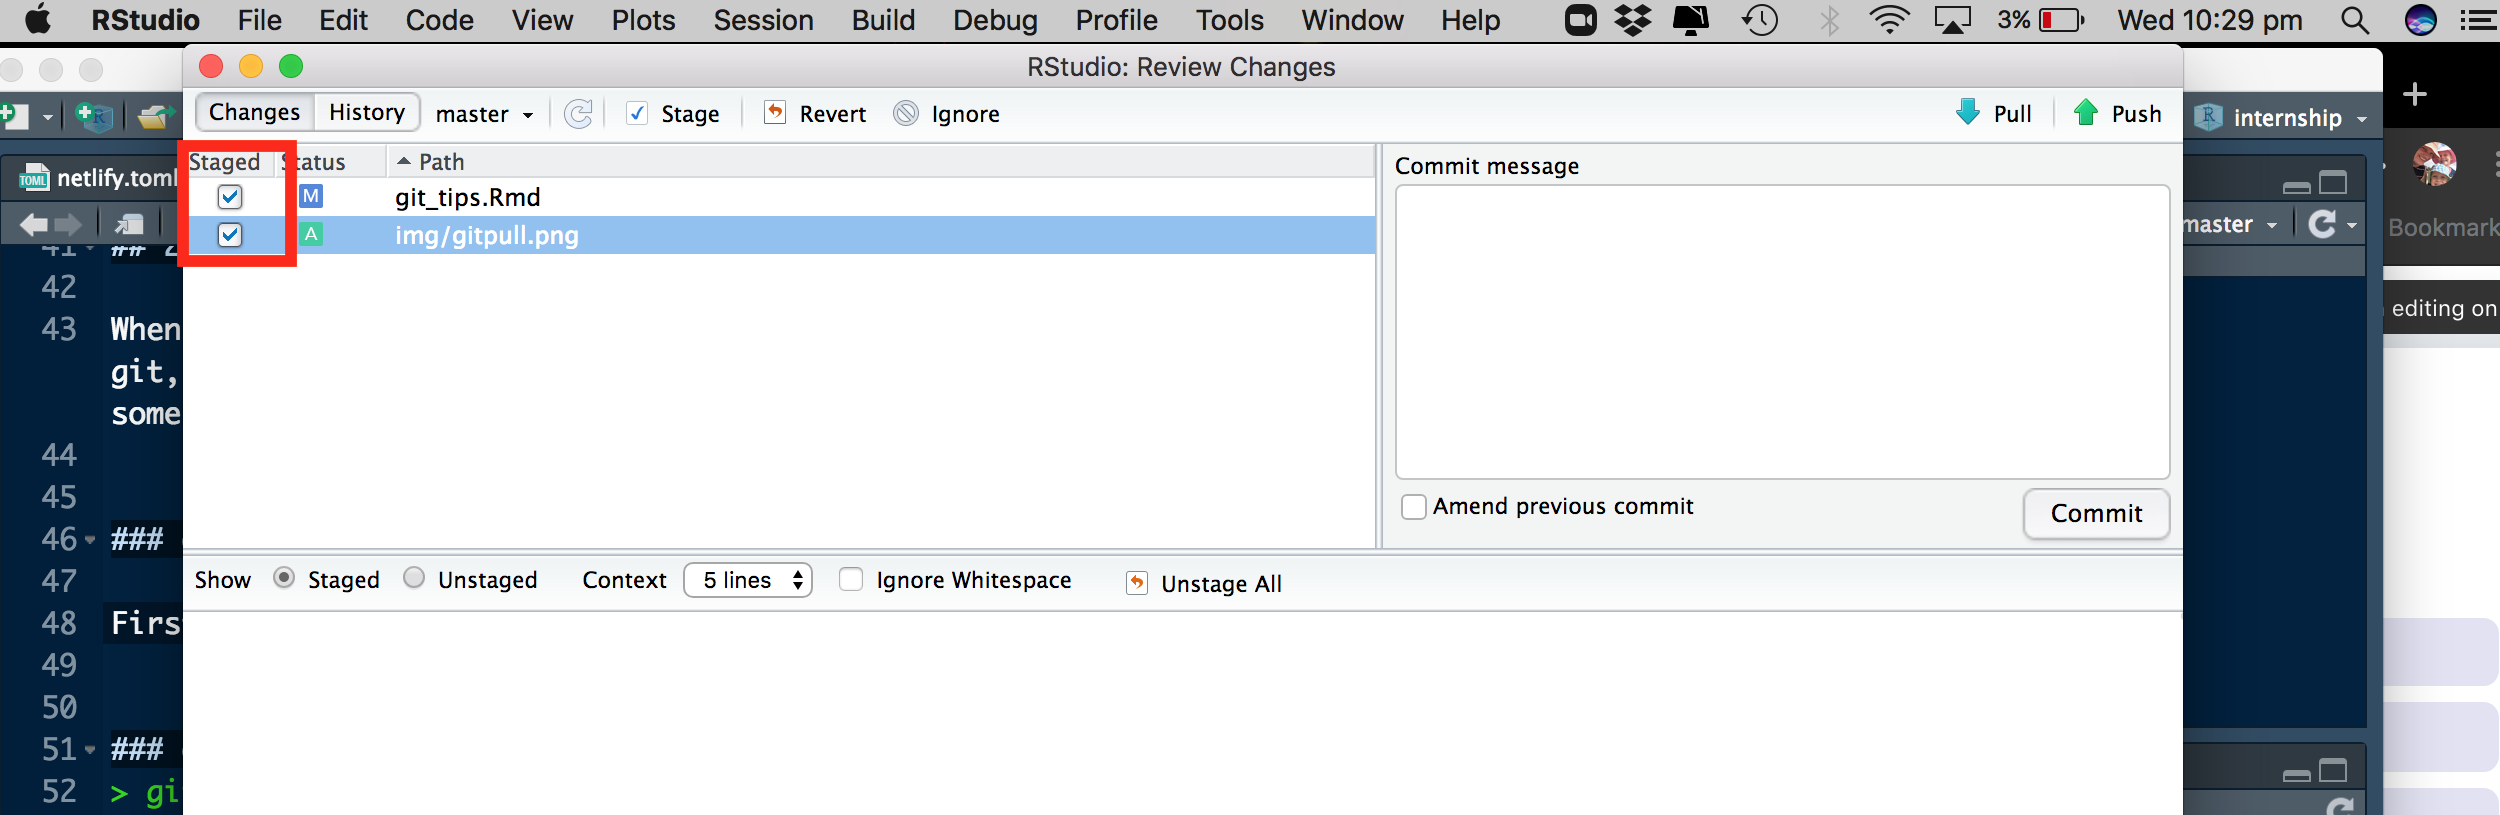 RStudio File Edit Code View Plots Session Build Debug Profile Tools Window Help 3% Wed 10:29 pm
RStudio: Review Changes
Changes History master Stage Revert Ignore Pull Push
internship
netlify.toml
TOML
Staged Status Path
M git_tips.Rmd
A img/gitpull.png
Commit message
Amend previous commit
Commit
master
Bookmark
editing on
Show Staged Unstaged Context 5 lines Ignore Whitespace Unstage All
41 ## 2
42
43 When
git,
some
44
45
46 ###
47
48 Firs
49
50
51 ###
52 > gi